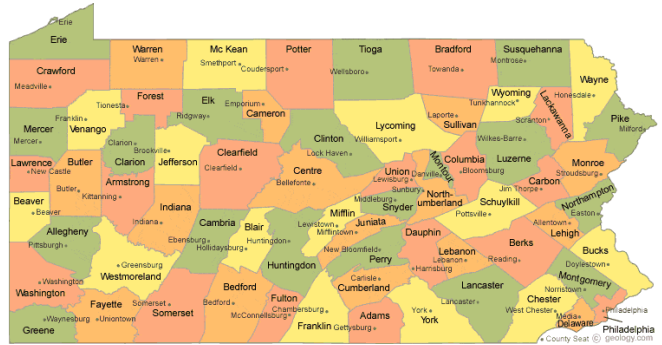 Erie
Erie
Warren
Warren
Mc Kean
Smethport
Potter
Coudersport
Tioga
Wellsboro
Bradford
Towanda
Susquehanna
Montrose
Wayne
Honesdale
Crawford
Meadville
Forest
Tionesta
Elk
Ridgway
Emporium
Cameron
Wyoming
Tunkhannock
Lackawanna
Scranton
Pike
Milford
Mercer
Mercer
Franklin
Venango
Clarion
Clarion
Brookville
Jefferson
Clinton
Lock Haven
Lycoming
Williamsport
Laporte
Sullivan
Wilkes-Barre
Luzerne
Monroe
Stroudsburg
Lawrence
New Castle
Butler
Butler
Armstrong
Kittanning
Clearfield
Clearfield
Centre
Bellefonte
Union
Lewisburg
Montour
Danville
Columbia
Bloomsburg
Carbon
Jim Thorpe
Beaver
Beaver
Indiana
Indiana
Sunbury
North-
umberland
Middleburg
Snyder
Schuylkill
Pottsville
Northampton
Easton
Allegheny
Pittsburgh
Cambria
Ebensburg
Blair
Hollidaysburg
Huntingdon
Huntingdon
Mifflin
Lewistown
Mifflintown
Juniata
Dauphin
Harrisburg
Allentown
Lehigh
Greensburg
Westmoreland
New Bloomfield
Perry
Lebanon
Lebanon
Berks
Reading
Bucks
Doylestown
Montgomery
Norristown
Washington
Washington
Fayette
Uniontown
Somerset
Somerset
Bedford
Bedford
Fulton
McConnellsburg
Chambersburg
Franklin
Carlisle
Cumberland
Adams
Gettysburg
York
York
Lancaster
Lancaster
Chester
West Chester
Media
Delaware
Philadelphia
Philadelphia
Greene
Waynesburg
County Seat © geology.com